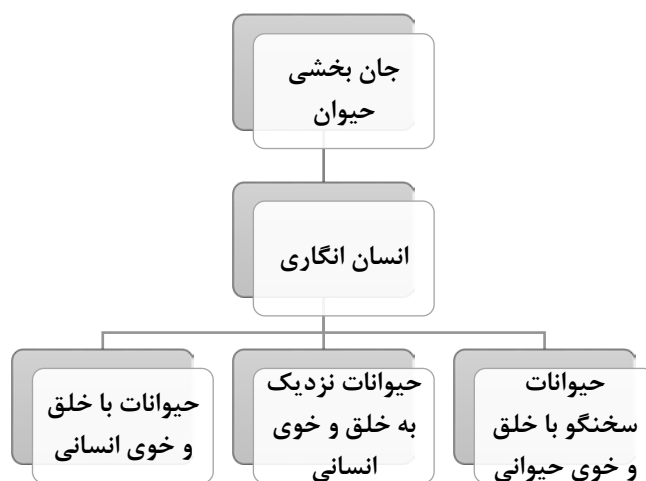 جان بخشی
حیوان
انسان انگاری
حیوانات
سخنگو با خلق
و خوی حیوانی
حیوانات نزدیک
به خلق و خوی
انسانی
حیوانات با خلق
و خوی انسانی